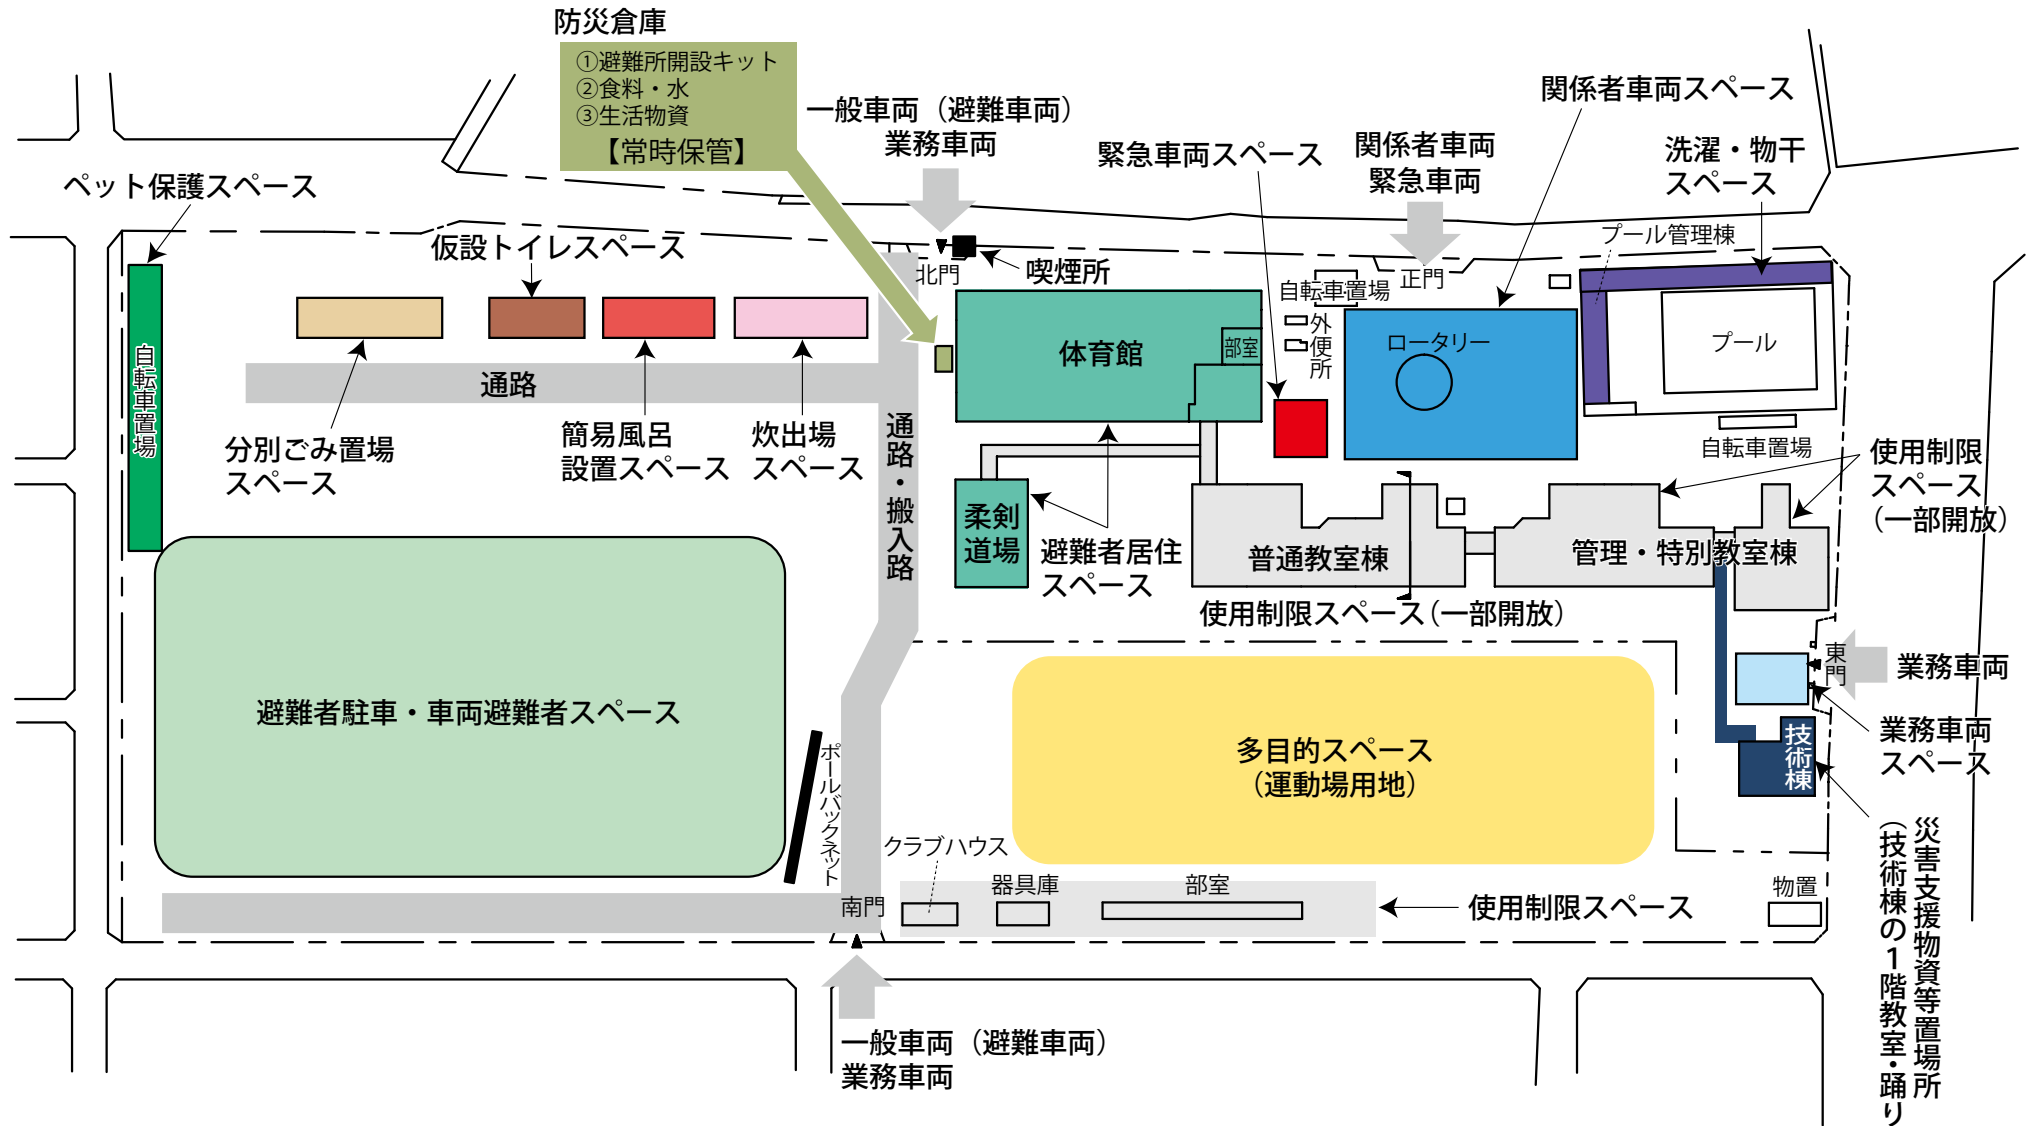 防災倉庫
①避難所開設キット
②食料・水
③生活物資
【常時保管】
一般車両（避難車両）
業務車両
緊急車両スペース
関係者車両
緊急車両
関係者車両スペース
洗濯・物干
スペース
ペット保護スペース
仮設トイレスペース
北門
喫煙所
自転車置場
正門
プール管理棟
自転車置場
体育館
部室
外便所
ロータリー
プール
通路
分別ごみ置場
スペース
簡易風呂
設置スペース
炊出場
スペース
通路・搬入路
自転車置場
使用制限
スペース
（一部開放）
柔剣
道場
避難者居住
スペース
普通教室棟
管理・特別教室棟
使用制限スペース（一部開放）
東門
業務車両
避難者駐車・車両避難者スペース
ボールバックネット
多目的スペース
（運動場用地）
技術棟
業務車両
スペース
クラブハウス
器具庫
部室
物置
南門
使用制限スペース
災害支援物資等置場所
（技術棟の1階教室・踊り
一般車両（避難車両）
業務車両